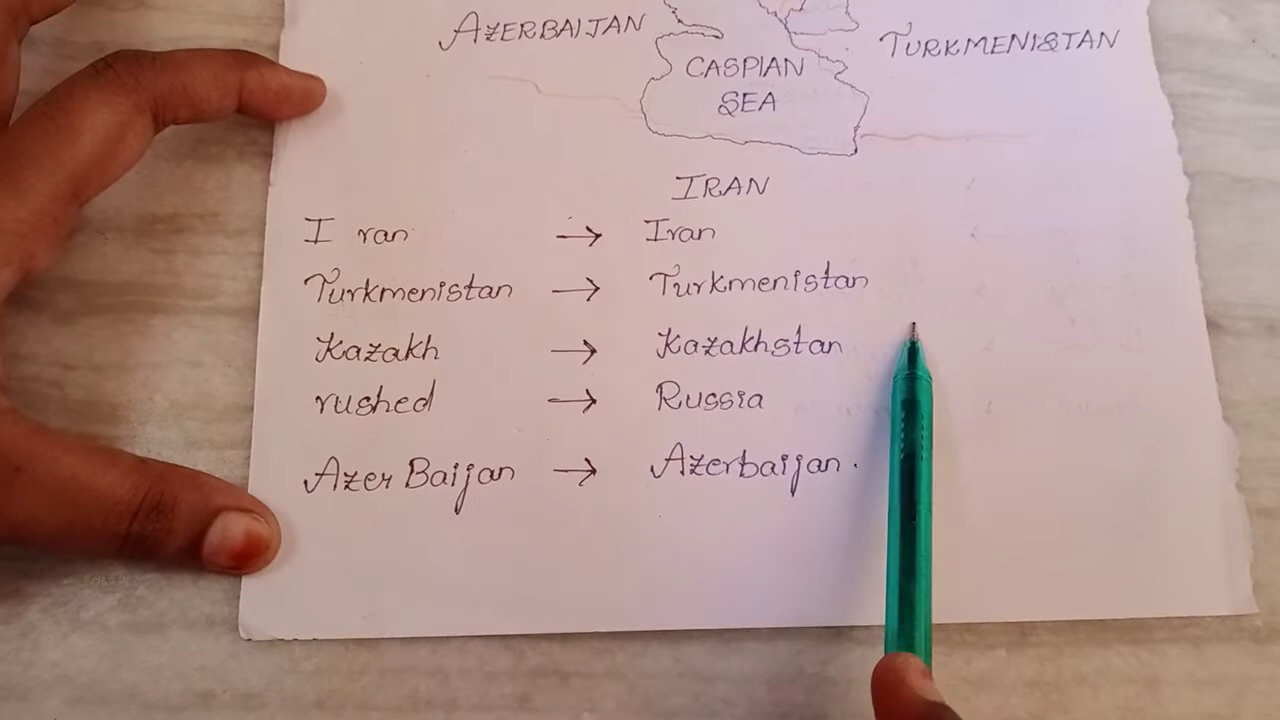 AZERBAIJAN
TURKMENISTAN
CASPIAN
SEA
IRAN
I ran → Iran
Turkmenistan → Turkmenistan
Kazakh → Kazakhstan
rushed → Russia
Azer Baijan → Azerbaijan.